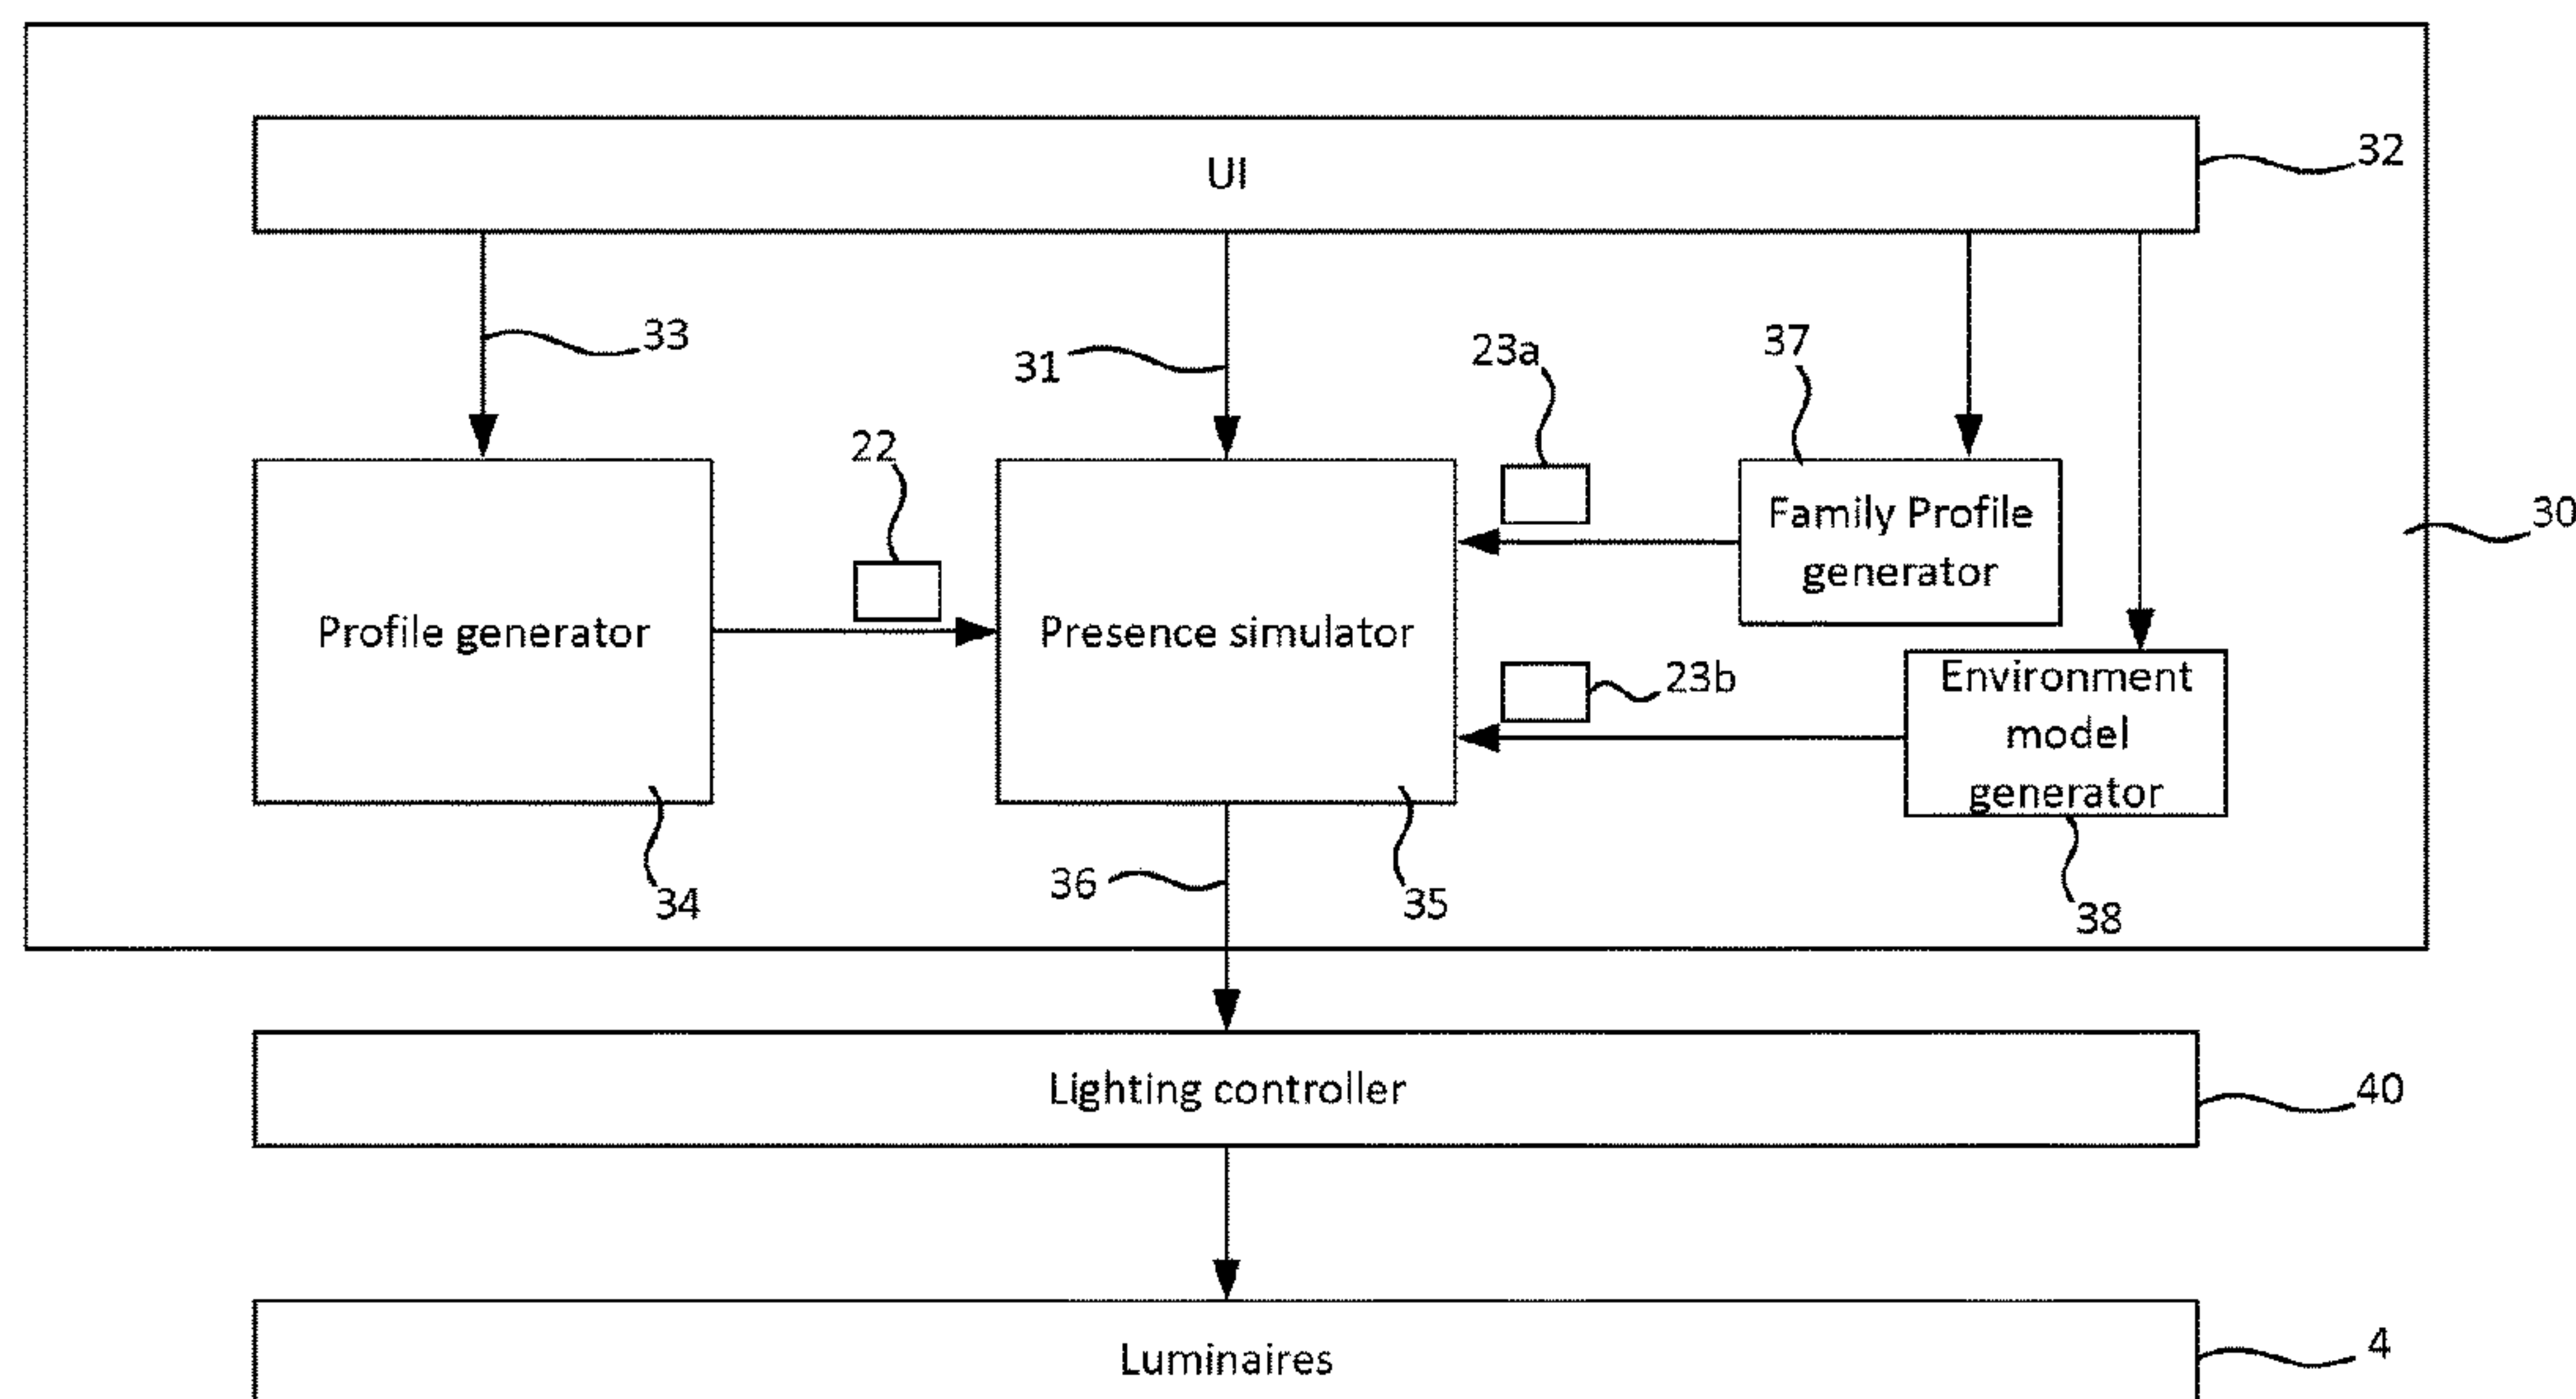 UI
32
33
31
23a
37
22
Family Profile
generator
30
Profile generator
Presence simulator
23b
Environment
model
generator
36
34
35
38
Lighting controller
40
Luminaires
4